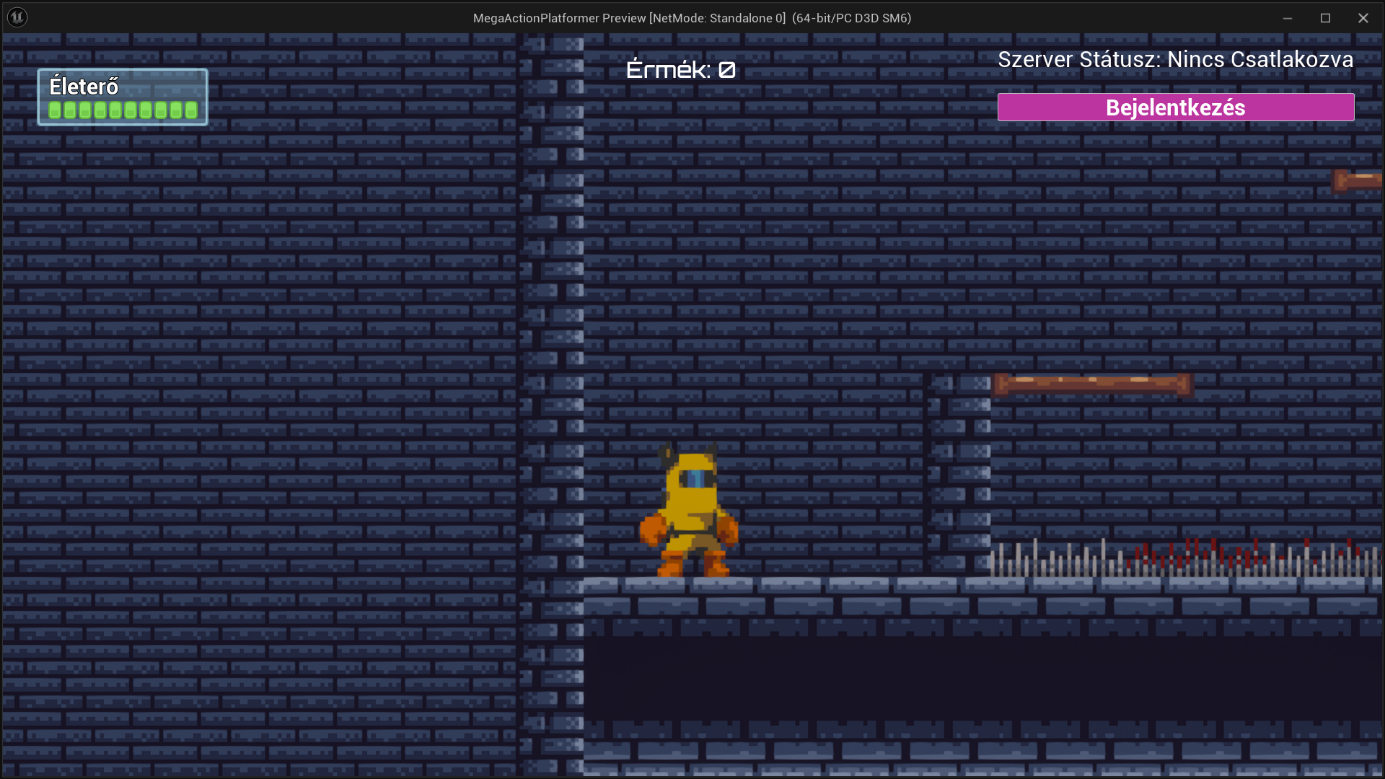 MegaActionPlatformer Preview [NetMode: Standalone 0] (64-bit/PC D3D SM6)
Életerő
Érmék: 0
Szerver Státusz: Nincs Csatlakozva
Bejelentkezés